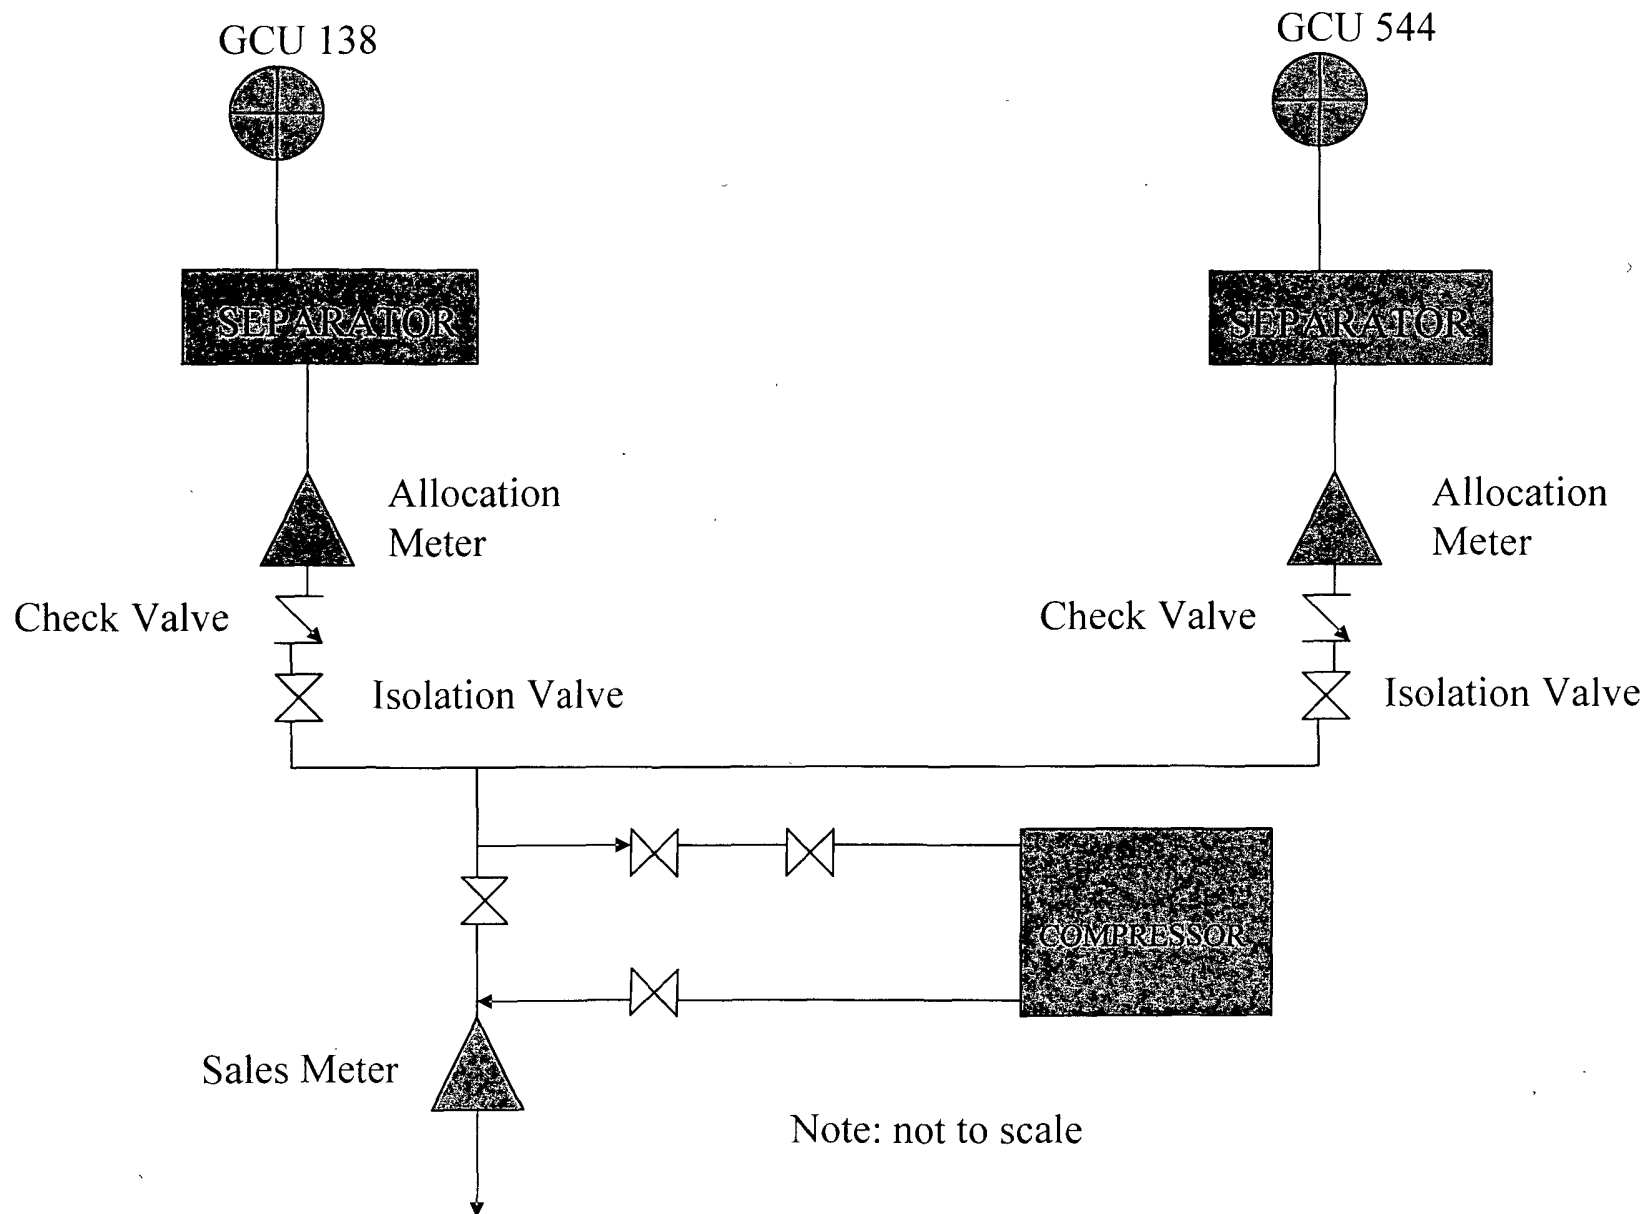 GCU 138
GCU 544
SEPARATOR
SEPARATOR
Allocation
Meter
Allocation
Meter
Check Valve
Check Valve
Isolation Valve
Isolation Valve
COMPRESSOR
Sales Meter
Note: not to scale